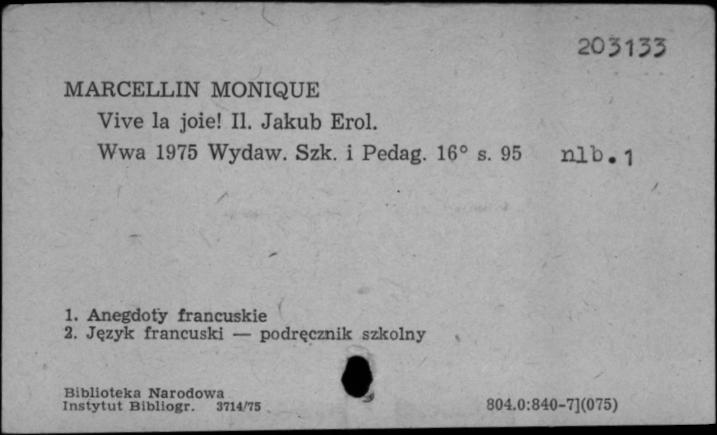 203133
MARCELLIN MONIQUE
Vive la joie! Il. Jakub Erol.
Wwa 1975 Wydaw. Szk. i Pedag. 16° s. 95 nlb.1
1. Anegdoty francuskie
2. Język francuski — podręcznik szkolny
Biblioteka Narodowa
Instytut Bibliogr. 3714/75
804.0:840-7](075)